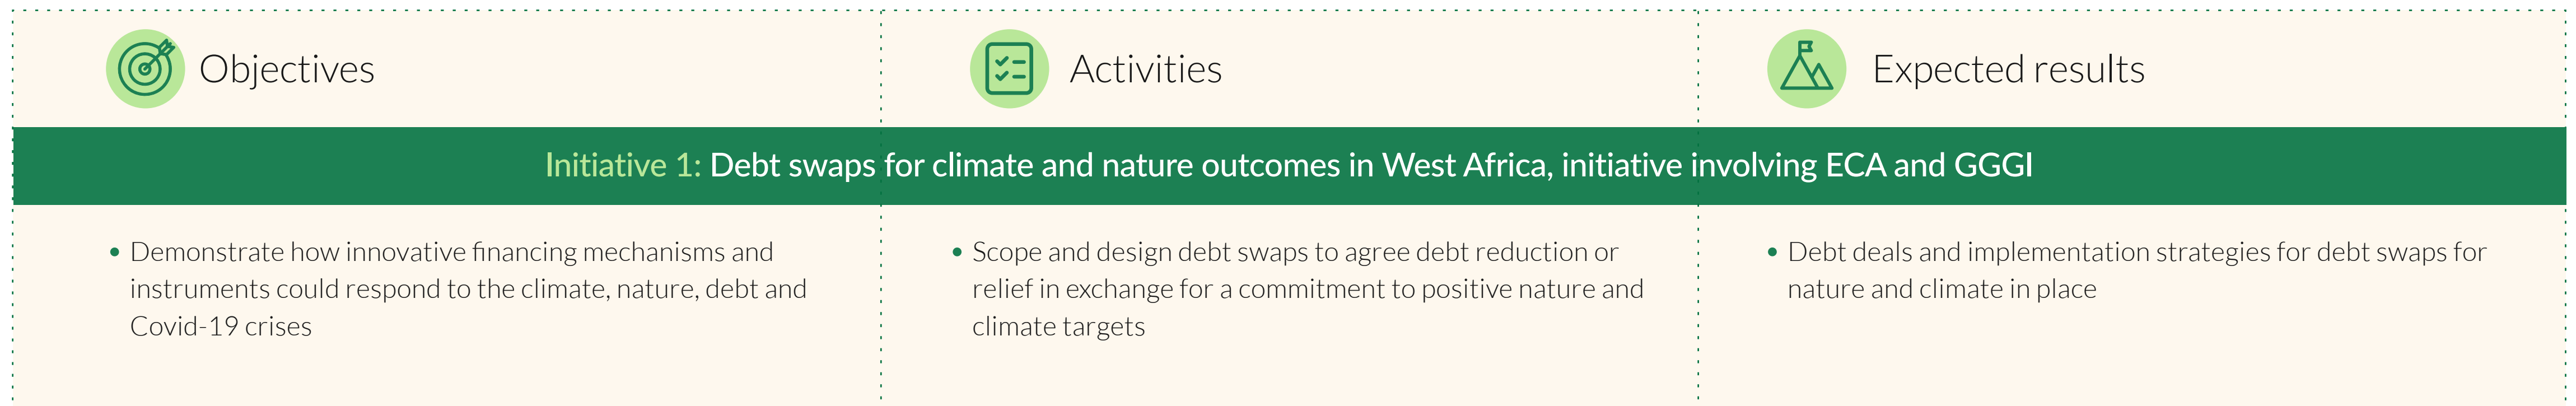 Objectives
Activities
Expected results
Initiative 1: Debt swaps for climate and nature outcomes in West Africa, initiative involving ECA and GGGI
• Demonstrate how innovative financing mechanisms and
instruments could respond to the climate, nature, debt and
Covid-19 crises
• Scope and design debt swaps to agree debt reduction or
relief in exchange for a commitment to positive nature and
climate targets
• Debt deals and implementation strategies for debt swaps for
nature and climate in place